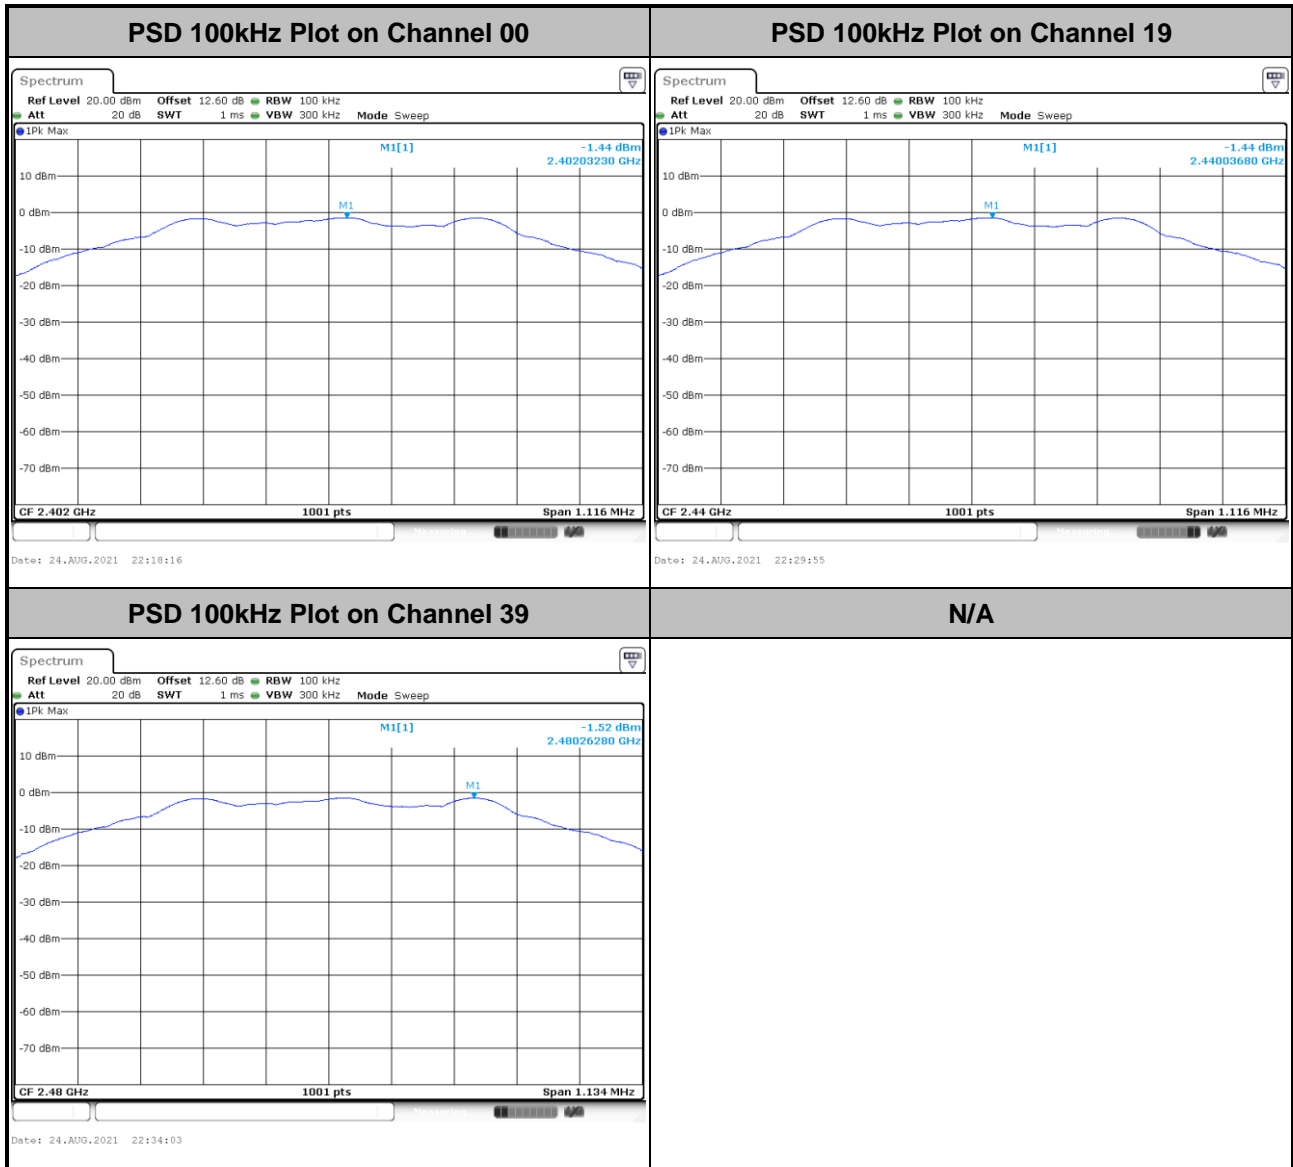 PSD 100kHz Plot on Channel 00
Spectrum
Ref Level 20.00 dBm Offset 12.60 dB RBW 100 kHz
Att 20 dB SWT 1 ms VBW 300 kHz Mode Sweep
1Pk Max
M1[1] -1.44 dBm
2.40203230 GHz
10 dBm
M1
0 dBm
-10 dBm
-20 dBm
-30 dBm
-40 dBm
-50 dBm
-60 dBm
-70 dBm
CF 2.402 GHz 1001 pts Span 1.116 MHz
Measuring...
Date: 24.AUG.2021 22:18:16
PSD 100kHz Plot on Channel 19
Spectrum
Ref Level 20.00 dBm Offset 12.60 dB RBW 100 kHz
Att 20 dB SWT 1 ms VBW 300 kHz Mode Sweep
1Pk Max
M1[1] -1.44 dBm
2.44003680 GHz
10 dBm
M1
0 dBm
-10 dBm
-20 dBm
-30 dBm
-40 dBm
-50 dBm
-60 dBm
-70 dBm
CF 2.44 GHz 1001 pts Span 1.116 MHz
Measuring...
Date: 24.AUG.2021 22:29:55
PSD 100kHz Plot on Channel 39
Spectrum
Ref Level 20.00 dBm Offset 12.60 dB RBW 100 kHz
Att 20 dB SWT 1 ms VBW 300 kHz Mode Sweep
1Pk Max
M1[1] -1.52 dBm
2.48026280 GHz
10 dBm
M1
0 dBm
-10 dBm
-20 dBm
-30 dBm
-40 dBm
-50 dBm
-60 dBm
-70 dBm
CF 2.48 GHz 1001 pts Span 1.134 MHz
Measuring...
Date: 24.AUG.2021 22:34:03
N/A